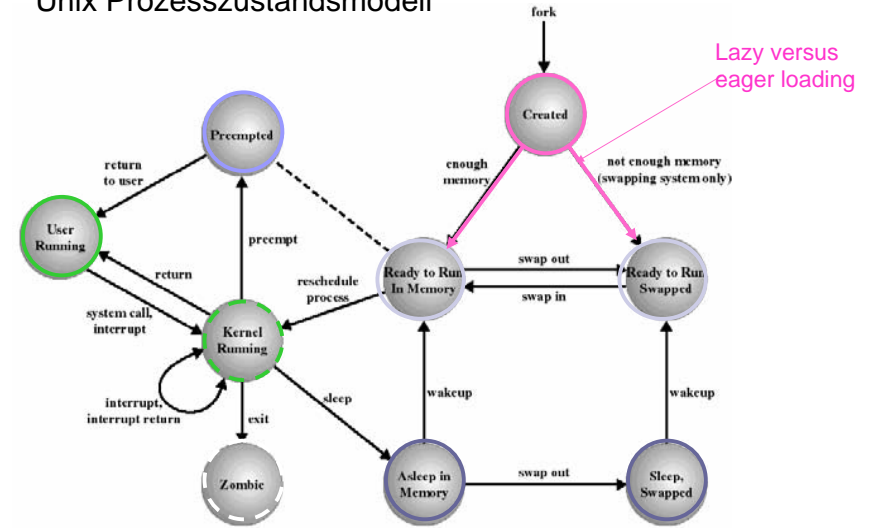 Unix Prozesszustandsmodell
fork
Lazy versus
eager loading
Created
Preempted
enough
memory
not enough memory
(swapping system only)
return
to user
User
Running
preempt
return
Ready to Run
In Memory
swap out
swap in
Ready to Run
Swapped
reschedule
process
system call,
interrupt
Kernel
Running
interrupt,
interrupt return
sleep
exit
wakeup
wakeup
Zombie
Asleep in
Memory
swap out
Sleep,
Swapped